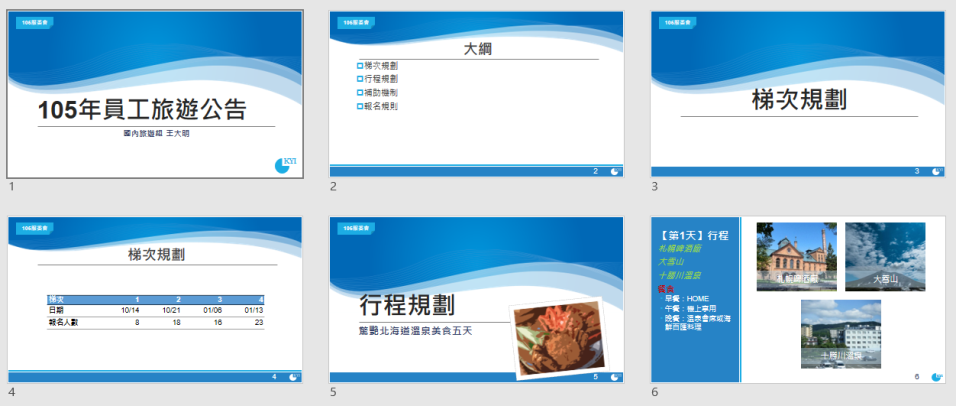 105年員工旅遊公告
國內旅遊組 王大明
KYI
1
大綱
梯次規劃
行程規劃
補助機制
報名規則
2
2
梯次規劃
3
3
梯次規劃
梯次 1 2 3 4
日期 10/14 10/21 01/06 01/13
報名人數 8 18 16 23
4
4
行程規劃
驚艷北海道溫泉美食五天
5
5
【第1天】行程
札幌啤酒廠
大雪山
十勝川溫泉
餐食
早餐：HOME
午餐：機上享用
晚餐：溫泉會席或海
鮮百匯料理
札幌啤酒廠
大雪山
十勝川溫泉
6
6